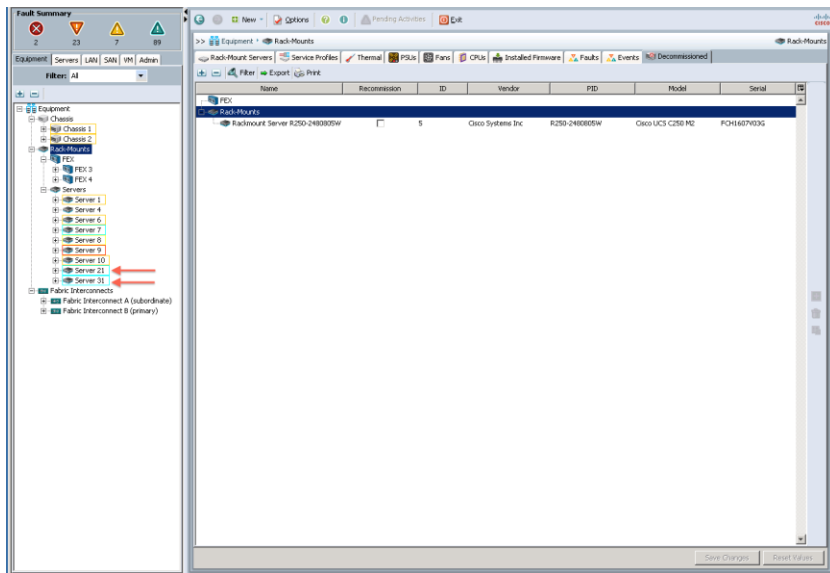 Fault Summary
2 23 7 89
Equipment Servers LAN SAN VM Admin
Filter: All
Equipment
Chassis
Chassis 1
Chassis 2
Rack-Mounts
FEX
FEX 3
FEX 4
Servers
Server 1
Server 4
Server 6
Server 7
Server 8
Server 9
Server 10
Server 21
Server 31
Fabric Interconnects
Fabric Interconnect A (subordinate)
Fabric Interconnect B (primary)
New Options Pending Activities Exit
cisco
>> Equipment Rack-Mounts Rack-Mounts
Rack-Mount Servers Service Profiles Thermal PSUs Fans CPUs Installed Firmware Faults Events Decommissioned
Filter Export Print
Name Recommission ID Vendor PID Model Serial
FEX
Rack-Mounts
Rackmount Server R250-2480805W 5 Cisco Systems Inc R250-2480805W Cisco UCS C250 M2 FCH1607V03G
Save Changes Reset Values